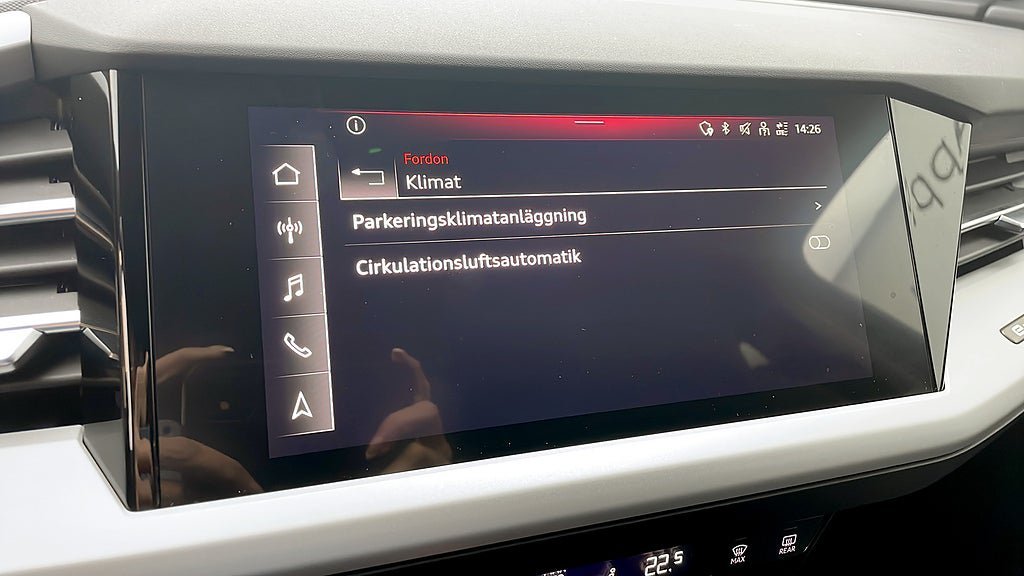 14:26
Fordon
Klimat
Parkeringsklimatanläggning
Cirkulationsluftsautomatik
22.5
MAX
REAR